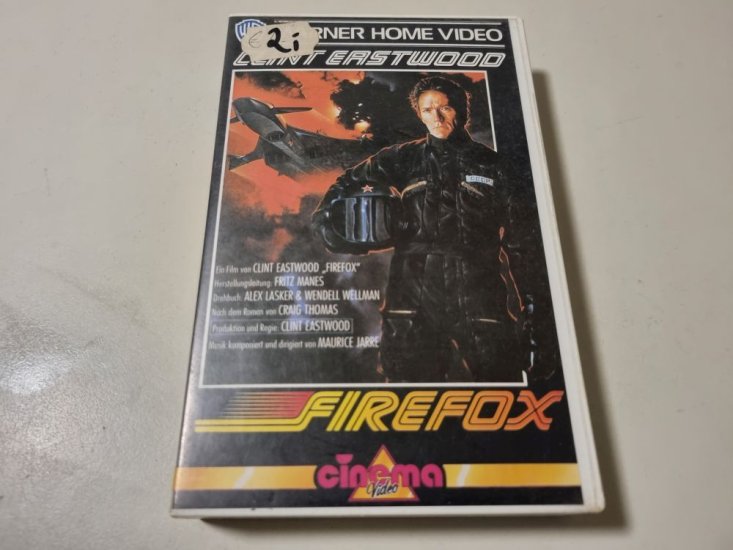 WB
€2,-
RNER HOME VIDEO
CLINT EASTWOOD
CCCP
Ein Film von CLINT EASTWOOD „FIREFOX“
Herstellungsleitung: FRITZ MANES
Drehbuch: ALEX LASKER & WENDELL WELLMAN
Nach dem Roman von CRAIG THOMAS
Produktion und Regie: CLINT EASTWOOD
Musik komponiert und dirigiert von MAURICE JARRE
FIREFOX
cinema
Video